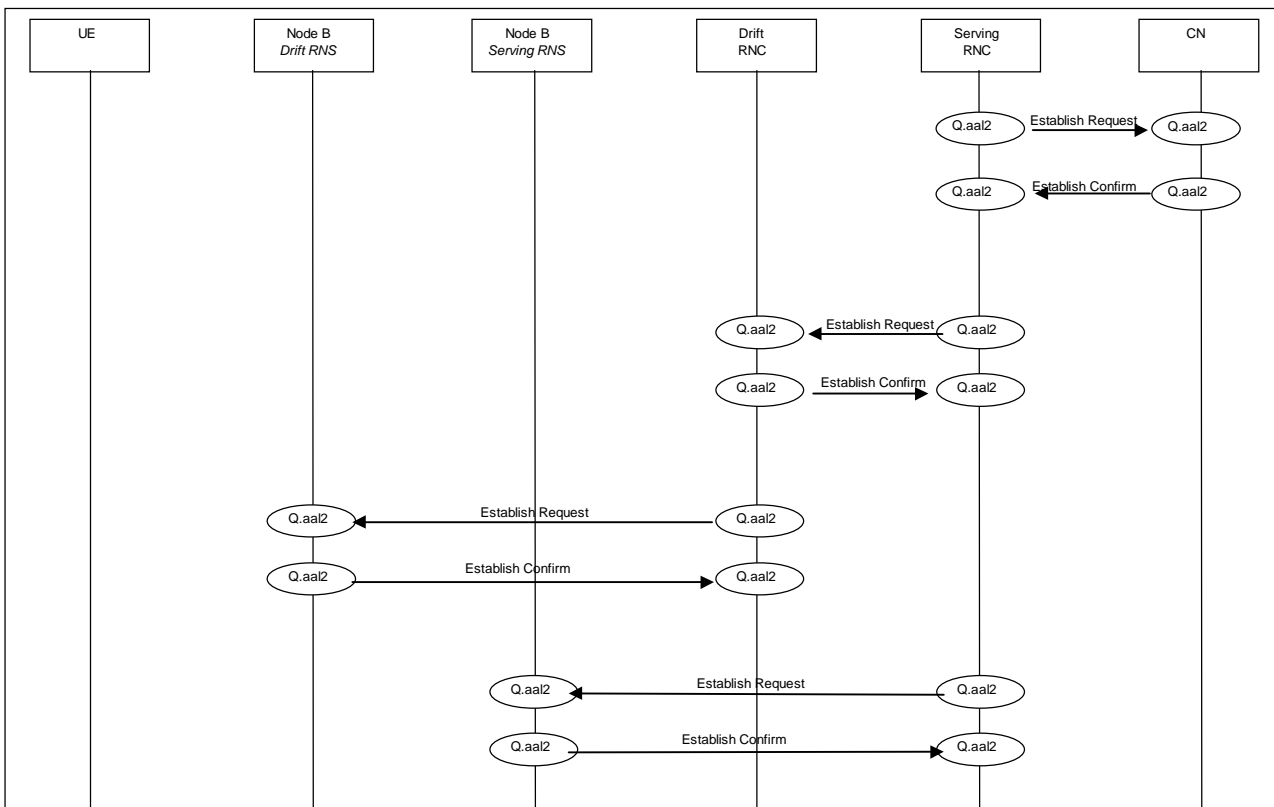 UE
Node B
Drift RNS
Node B
Serving RNS
Drift
RNC
Serving
RNC
CN
Q.aal2
Establish Request
Q.aal2
Q.aal2
Establish Confirm
Q.aal2
Q.aal2
Establish Request
Q.aal2
Q.aal2
Establish Confirm
Q.aal2
Q.aal2
Establish Request
Q.aal2
Q.aal2
Establish Confirm
Q.aal2
Q.aal2
Establish Request
Q.aal2
Q.aal2
Establish Confirm
Q.aal2